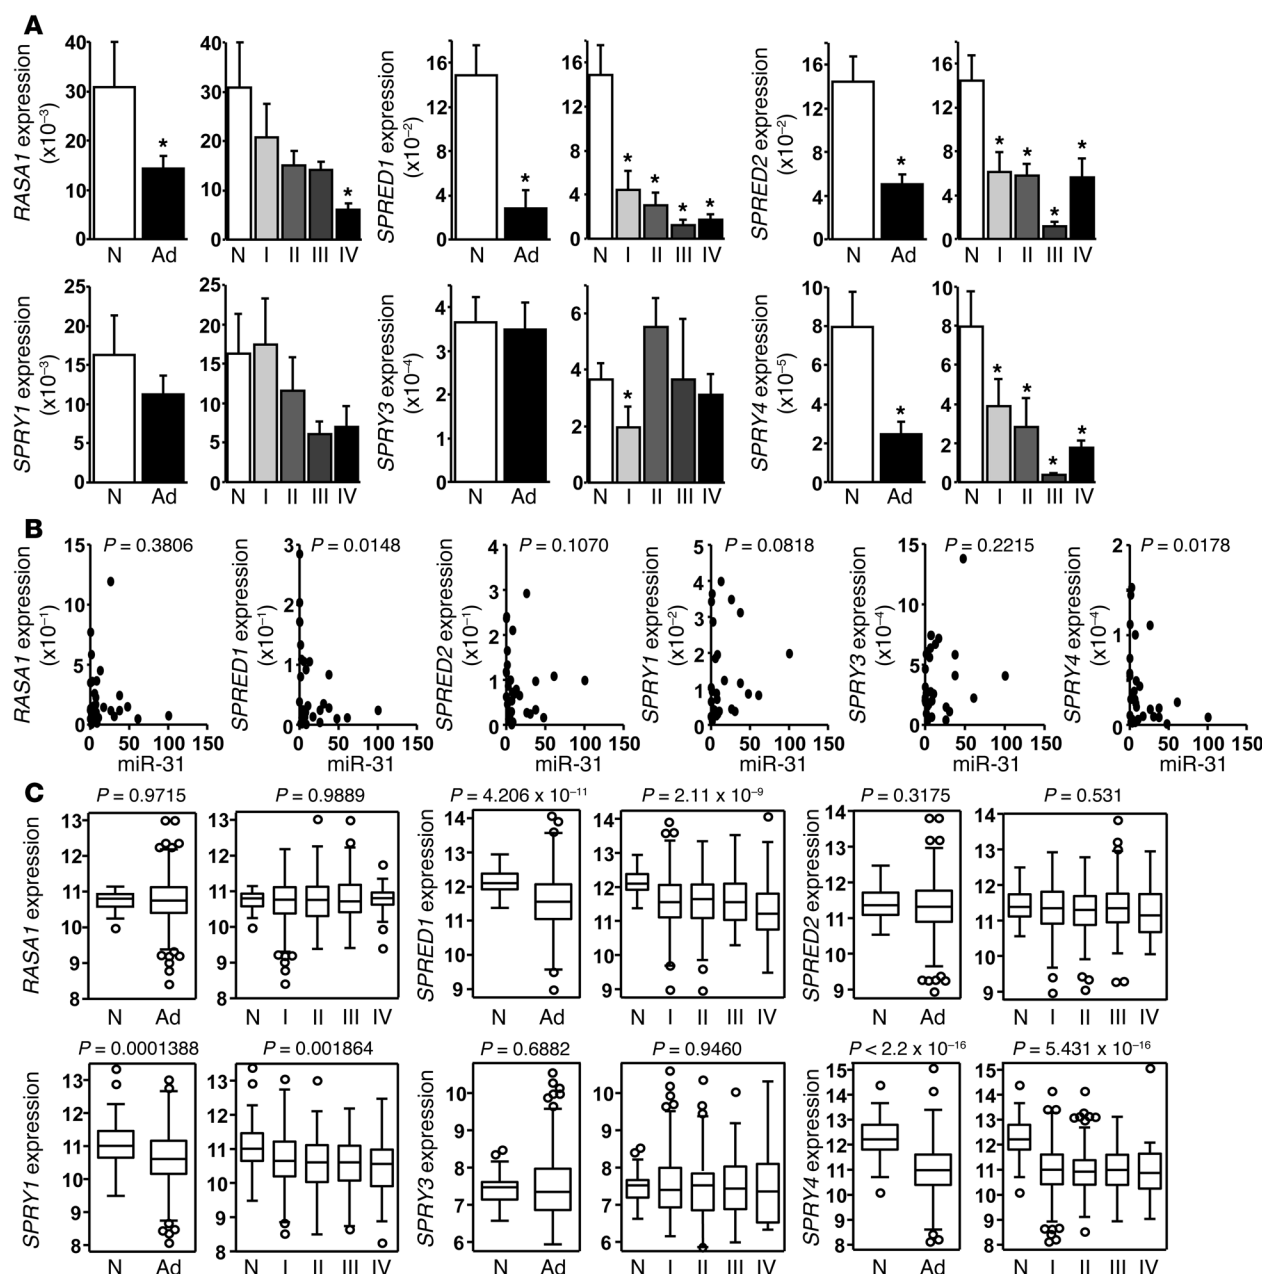 A
RASA1 expression (x10⁻³)
40
30
20
10
0
N Ad
40
30
20
10
0
N I II III IV
SPRED1 expression (x10⁻²)
16
12
8
4
0
N Ad
16
12
8
4
0
N I II III IV
SPRED2 expression (x10⁻²)
16
12
8
4
0
N Ad
16
12
8
4
0
N I II III IV
* * * * * * * * * * * *
SPRY1 expression (x10⁻³)
25
20
15
10
5
0
N Ad
25
20
15
10
5
0
N I II III IV
SPRY3 expression (x10⁻⁴)
4
3
2
1
0
N Ad
6
4
2
0
N I II III IV
SPRY4 expression (x10⁻⁵)
10
8
6
4
2
0
N Ad
10
8
6
4
2
0
N I II III IV
* * * * * *
B
P = 0.3806
RASA1 expression (x10⁻¹)
15
10
5
0
0 50 100 150
miR-31
P = 0.0148
SPRED1 expression (x10⁻¹)
3
2
1
0
0 50 100 150
miR-31
P = 0.1070
SPRED2 expression (x10⁻¹)
4
3
2
1
0
0 50 100 150
miR-31
P = 0.0818
SPRY1 expression (x10⁻²)
5
4
3
2
1
0
0 50 100 150
miR-31
P = 0.2215
SPRY3 expression (x10⁻⁴)
15
10
5
0
0 50 100 150
miR-31
P = 0.0178
SPRY4 expression (x10⁻⁴)
2
1
0
0 50 100 150
miR-31
C
P = 0.9715
RASA1 expression
13
12
11
10
9
8
N Ad
P = 0.9889
13
12
11
10
9
8
N I II III IV
P = 4.206 x 10⁻¹¹
SPRED1 expression
14
13
12
11
10
9
N Ad
P = 2.11 x 10⁻⁹
14
13
12
11
10
9
N I II III IV
P = 0.3175
SPRED2 expression
14
13
12
11
10
9
N Ad
P = 0.531
14
13
12
11
10
9
N I II III IV
P = 0.0001388
SPRY1 expression
13
12
11
10
9
8
N Ad
P = 0.001864
13
12
11
10
9
8
N I II III IV
P = 0.6882
SPRY3 expression
10
9
8
7
6
N Ad
P = 0.9460
10
9
8
7
6
N I II III IV
P < 2.2 x 10⁻¹⁶
SPRY4 expression
15
14
13
12
11
10
9
8
N Ad
P = 5.431 x 10⁻¹⁶
15
14
13
12
11
10
9
8
N I II III IV